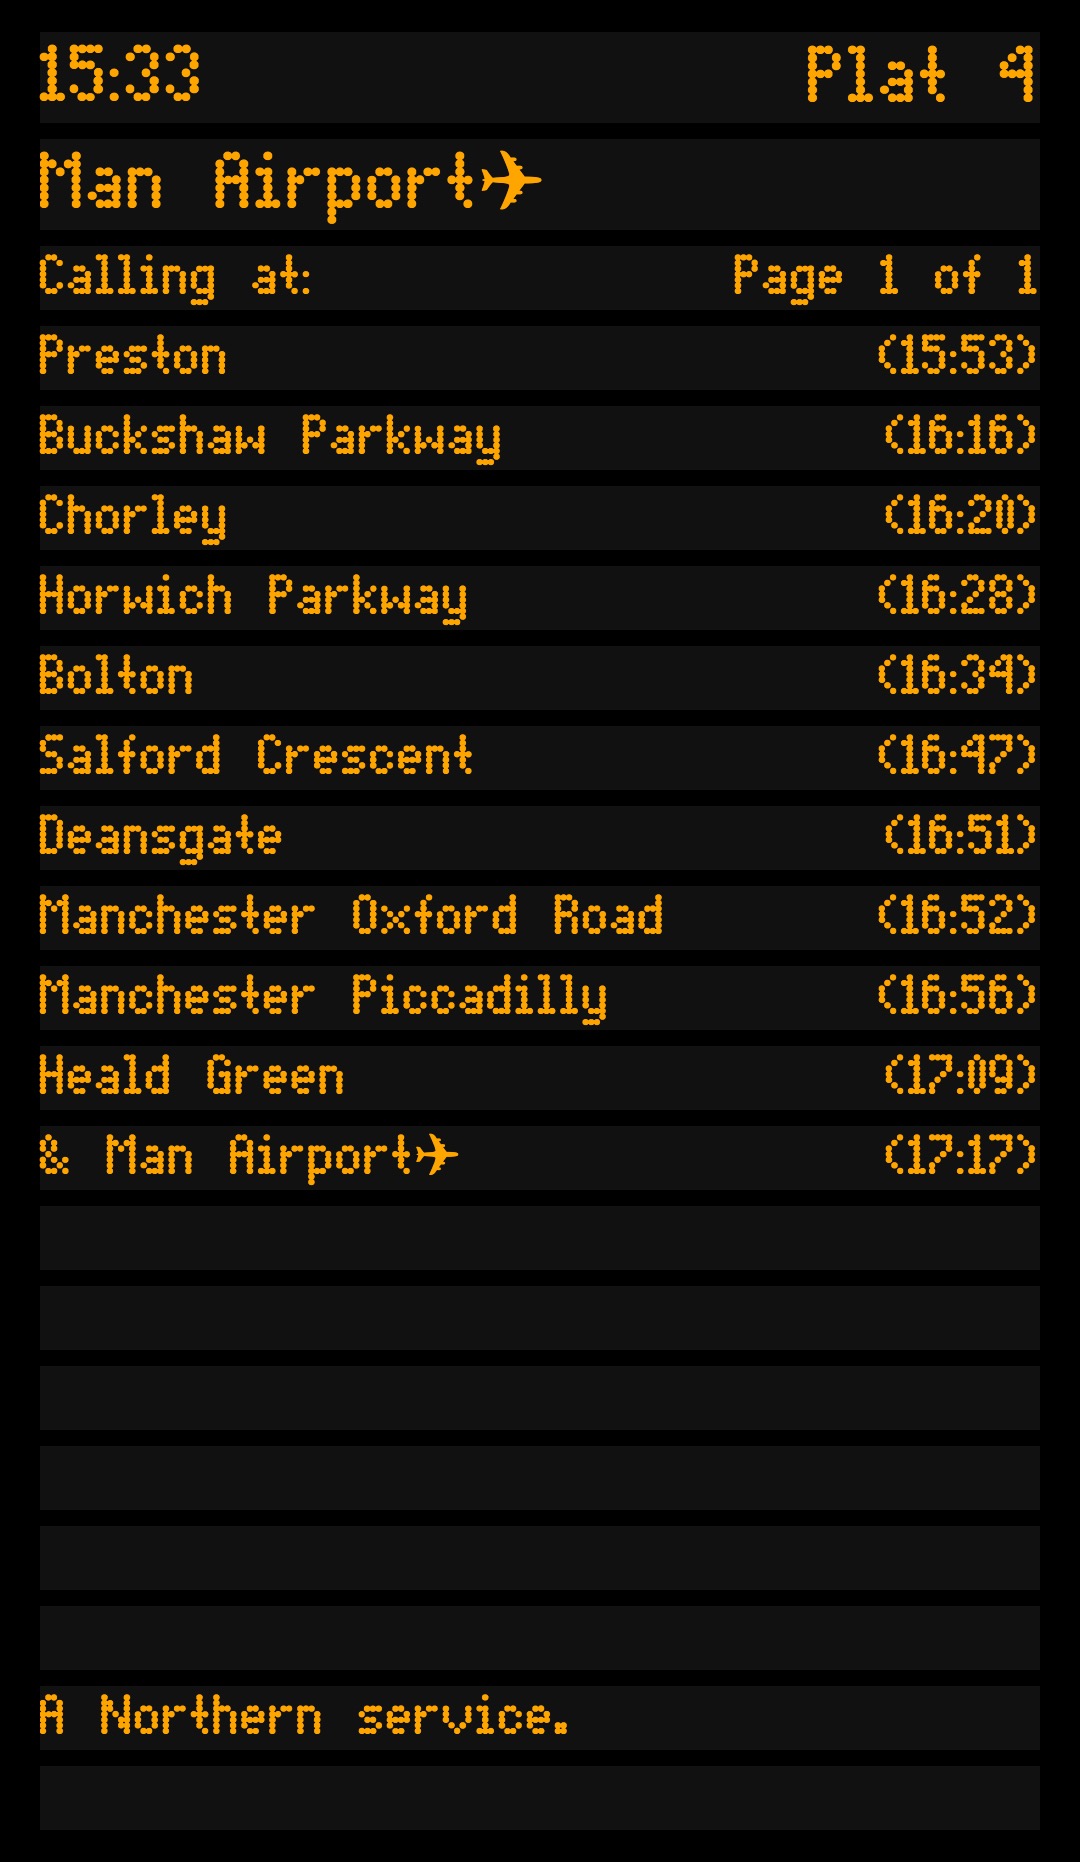 15:33 Plat 4
Man Airport✈
Calling at: Page 1 of 1
Preston (15:53)
Buckshaw Parkway (16:16)
Chorley (16:20)
Horwich Parkway (16:28)
Bolton (16:34)
Salford Crescent (16:47)
Deansgate (16:51)
Manchester Oxford Road (16:52)
Manchester Piccadilly (16:56)
Heald Green (17:09)
& Man Airport✈ (17:17)
A Northern service.